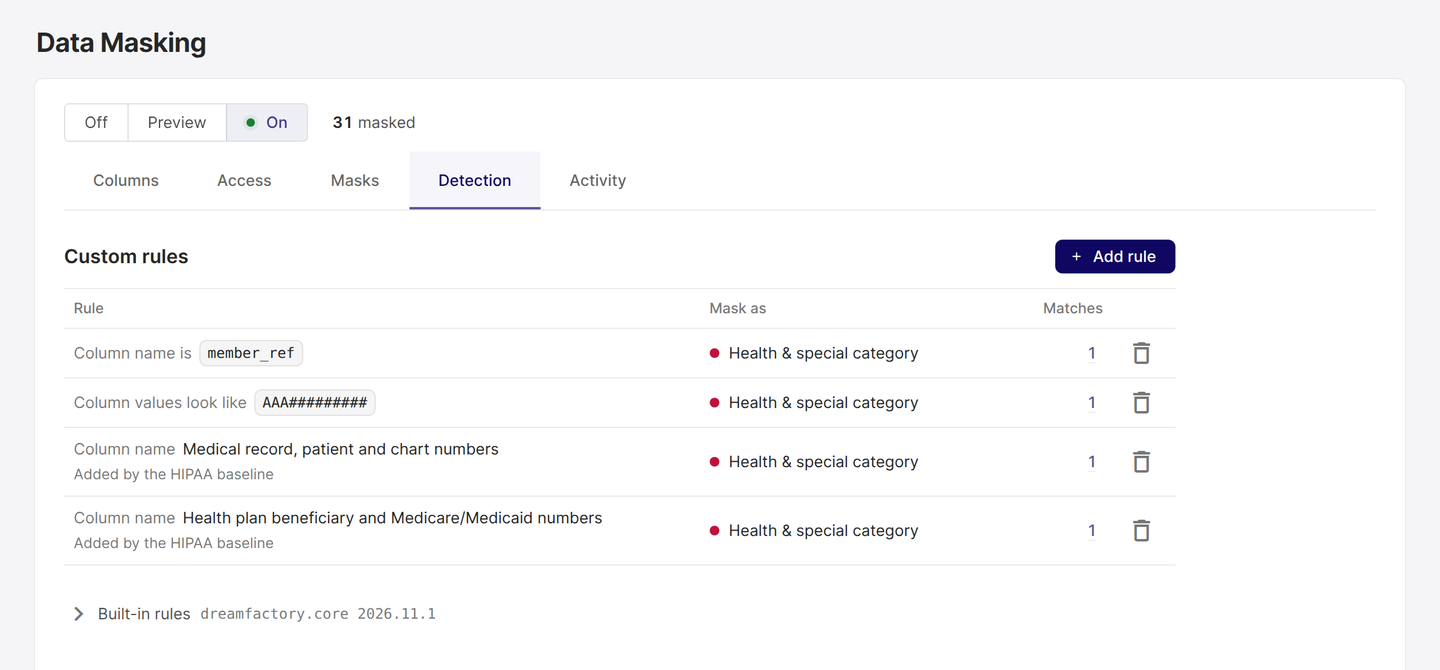 Data Masking
Off Preview On 31 masked
Columns Access Masks Detection Activity
Custom rules + Add rule
Rule Mask as Matches
Column name is member_ref Health & special category 1
Column values look like AAA######### Health & special category 1
Column name Medical record, patient and chart numbers
Added by the HIPAA baseline
Health & special category 1
Column name Health plan beneficiary and Medicare/Medicaid numbers
Added by the HIPAA baseline
Health & special category 1
Built-in rules dreamfactory.core 2026.11.1